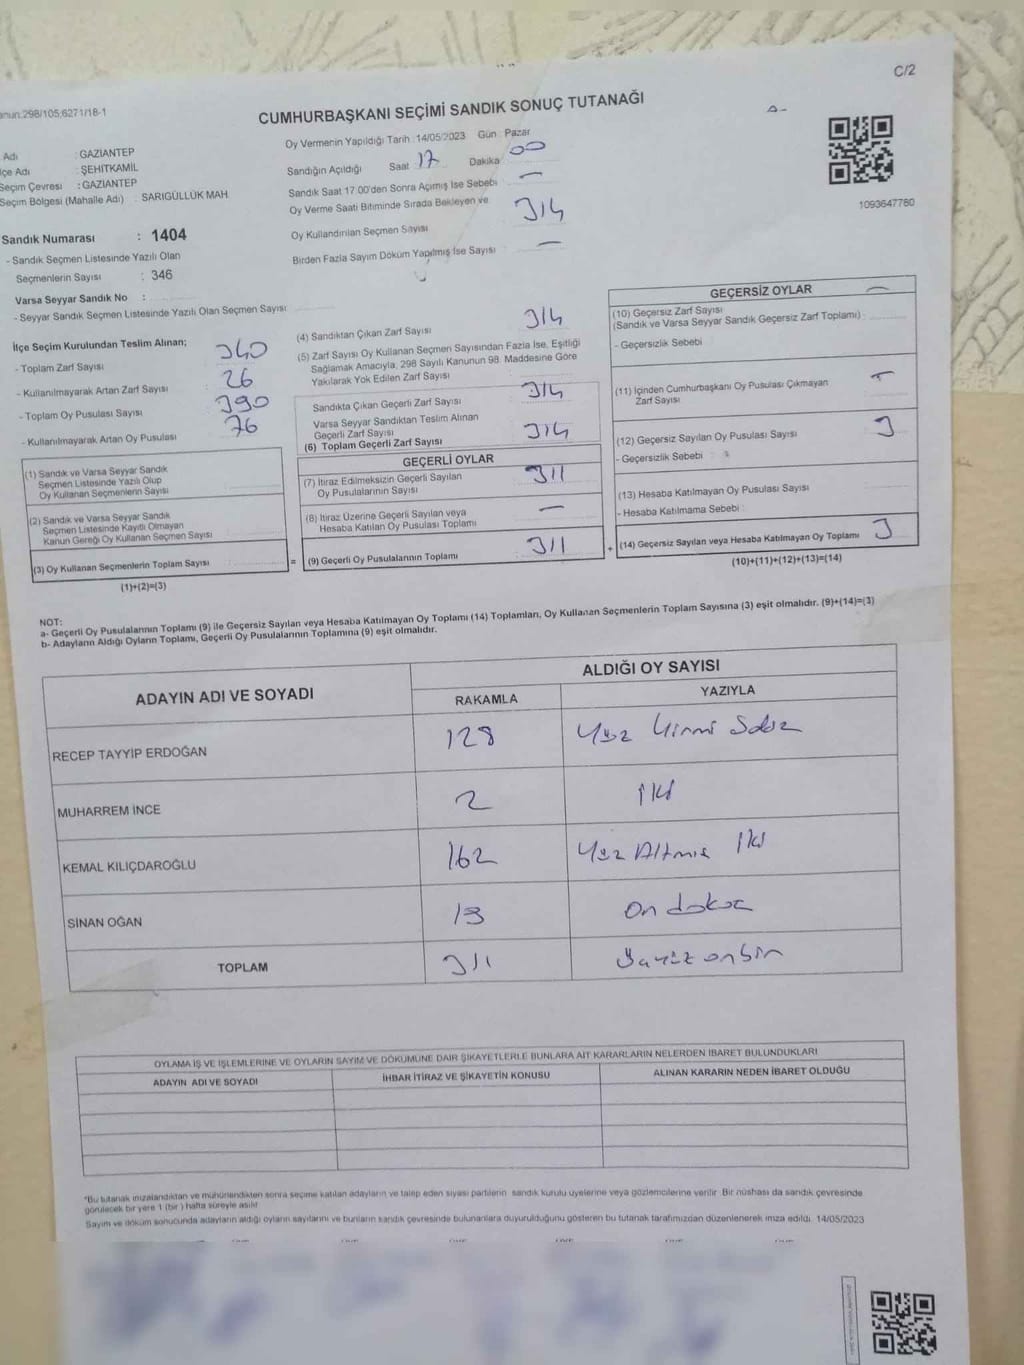 C/2
298/105;6271/18-1
CUMHURBAŞKANI SEÇİMİ SANDIK SONUÇ TUTANAĞI
A-
Adı : GAZİANTEP
lçe Adı : ŞEHİTKAMİL
Seçim Çevresi : GAZİANTEP
Seçim Bölgesi (Mahalle Adı) : SARIGÜLLÜK MAH.
Oy Vermenin Yapıldığı Tarih : 14/05/2023 Gün : Pazar
Sandığın Açıldığı Saat 17 Dakika 00
Sandık Saat 17.00'den Sonra Açılmış İse Sebebi —
Oy Verme Saati Bitiminde Sırada Bekleyen ve
Oy Kullandırılan Seçmen Sayısı 314
Birden Fazla Sayım Döküm Yapılmış İse Sayısı —
1093647760
Sandık Numarası : 1404
- Sandık Seçmen Listesinde Yazılı Olan
Seçmenlerin Sayısı : 346
Varsa Seyyar Sandık No :
- Seyyar Sandık Seçmen Listesinde Yazılı Olan Seçmen Sayısı :
İlçe Seçim Kurulundan Teslim Alınan;
- Toplam Zarf Sayısı : 340
- Kullanılmayarak Artan Zarf Sayısı : 26
- Toplam Oy Pusulası Sayısı : 390
- Kullanılmayarak Artan Oy Pusulası : 76
(1) Sandık ve Varsa Seyyar Sandık
Seçmen Listesinde Yazılı Olup
Oy Kullanan Seçmenlerin Sayısı
(2) Sandık ve Varsa Seyyar Sandık
Seçmen Listesinde Kayıtlı Olmayan
Kanun Gereği Oy Kullanan Seçmen Sayısı
(3) Oy Kullanan Seçmenlerin Toplam Sayısı
(1)+(2)=(3)
=
(4) Sandıktan Çıkan Zarf Sayısı 314
(5) Zarf Sayısı Oy Kullanan Seçmen Sayısından Fazla İse, Eşitliği
Sağlamak Amacıyla, 298 Sayılı Kanunun 98. Maddesine Göre
Yakılarak Yok Edilen Zarf Sayısı
Sandıkta Çıkan Geçerli Zarf Sayısı 314
Varsa Seyyar Sandıktan Teslim Alınan
Geçerli Zarf Sayısı
(6) Toplam Geçerli Zarf Sayısı 314
GEÇERLİ OYLAR
(7) İtiraz Edilmeksizin Geçerli Sayılan
Oy Pusulalarının Sayısı 311
(8) İtiraz Üzerine Geçerli Sayılan veya
Hesaba Katılan Oy Pusulası Toplamı —
(9) Geçerli Oy Pusulalarının Toplamı 311
+
GEÇERSİZ OYLAR
(10) Geçersiz Zarf Sayısı
(Sandık ve Varsa Seyyar Sandık Geçersiz Zarf Toplamı) : —
- Geçersizlik Sebebi
(11) İçinden Cumhurbaşkanı Oy Pusulası Çıkmayan
Zarf Sayısı —
(12) Geçersiz Sayılan Oy Pusulası Sayısı 3
- Geçersizlik Sebebi :
(13) Hesaba Katılmayan Oy Pusulası Sayısı
- Hesaba Katılmama Sebebi :
(14) Geçersiz Sayılan veya Hesaba Katılmayan Oy Toplamı 3
(10)+(11)+(12)+(13)=(14)
NOT:
a- Geçerli Oy Pusulalarının Toplamı (9) ile Geçersiz Sayılan veya Hesaba Katılmayan Oy Toplamı (14) Toplamları, Oy Kullanan Seçmenlerin Toplam Sayısına (3) eşit olmalıdır. (9)+(14)=(3)
b- Adayların Aldığı Oyların Toplamı, Geçerli Oy Pusulalarının Toplamına (9) eşit olmalıdır.
ADAYIN ADI VE SOYADI
ALDIĞI OY SAYISI
RAKAMLA YAZIYLA
RECEP TAYYİP ERDOĞAN 128 Yüz Yirmi Sekiz
MUHARREM İNCE 2 İki
KEMAL KILIÇDAROĞLU 162 Yüz Altmış İki
SİNAN OĞAN 19 On dokuz
TOPLAM 311 Üçyüz onbir
OYLAMA İŞ VE İŞLEMLERİNE VE OYLARIN SAYIM VE DÖKÜMÜNE DAİR ŞİKAYETLERLE BUNLARA AİT KARARLARIN NELERDEN İBARET BULUNDUKLARI
ADAYIN ADI VE SOYADI İHBAR İTİRAZ VE ŞİKAYETİN KONUSU ALINAN KARARIN NEDEN İBARET OLDUĞU
*Bu tutanak imzalandıktan ve mühürlendikten sonra seçime katılan adayların ve talep eden siyasi partilerin sandık kurulu üyelerine veya gözlemcilerine verilir. Bir nüshası da sandık çevresinde
görülecek bir yere 1 (bir) hafta süreyle asılır.
Sayım ve döküm sonucunda adayların aldığı oyların sayılarını ve bunların sandık çevresinde bulunanlara duyurulduğunu gösteren bu tutanak tarafımızdan düzenlenerek imza edildi. 14/05/2023